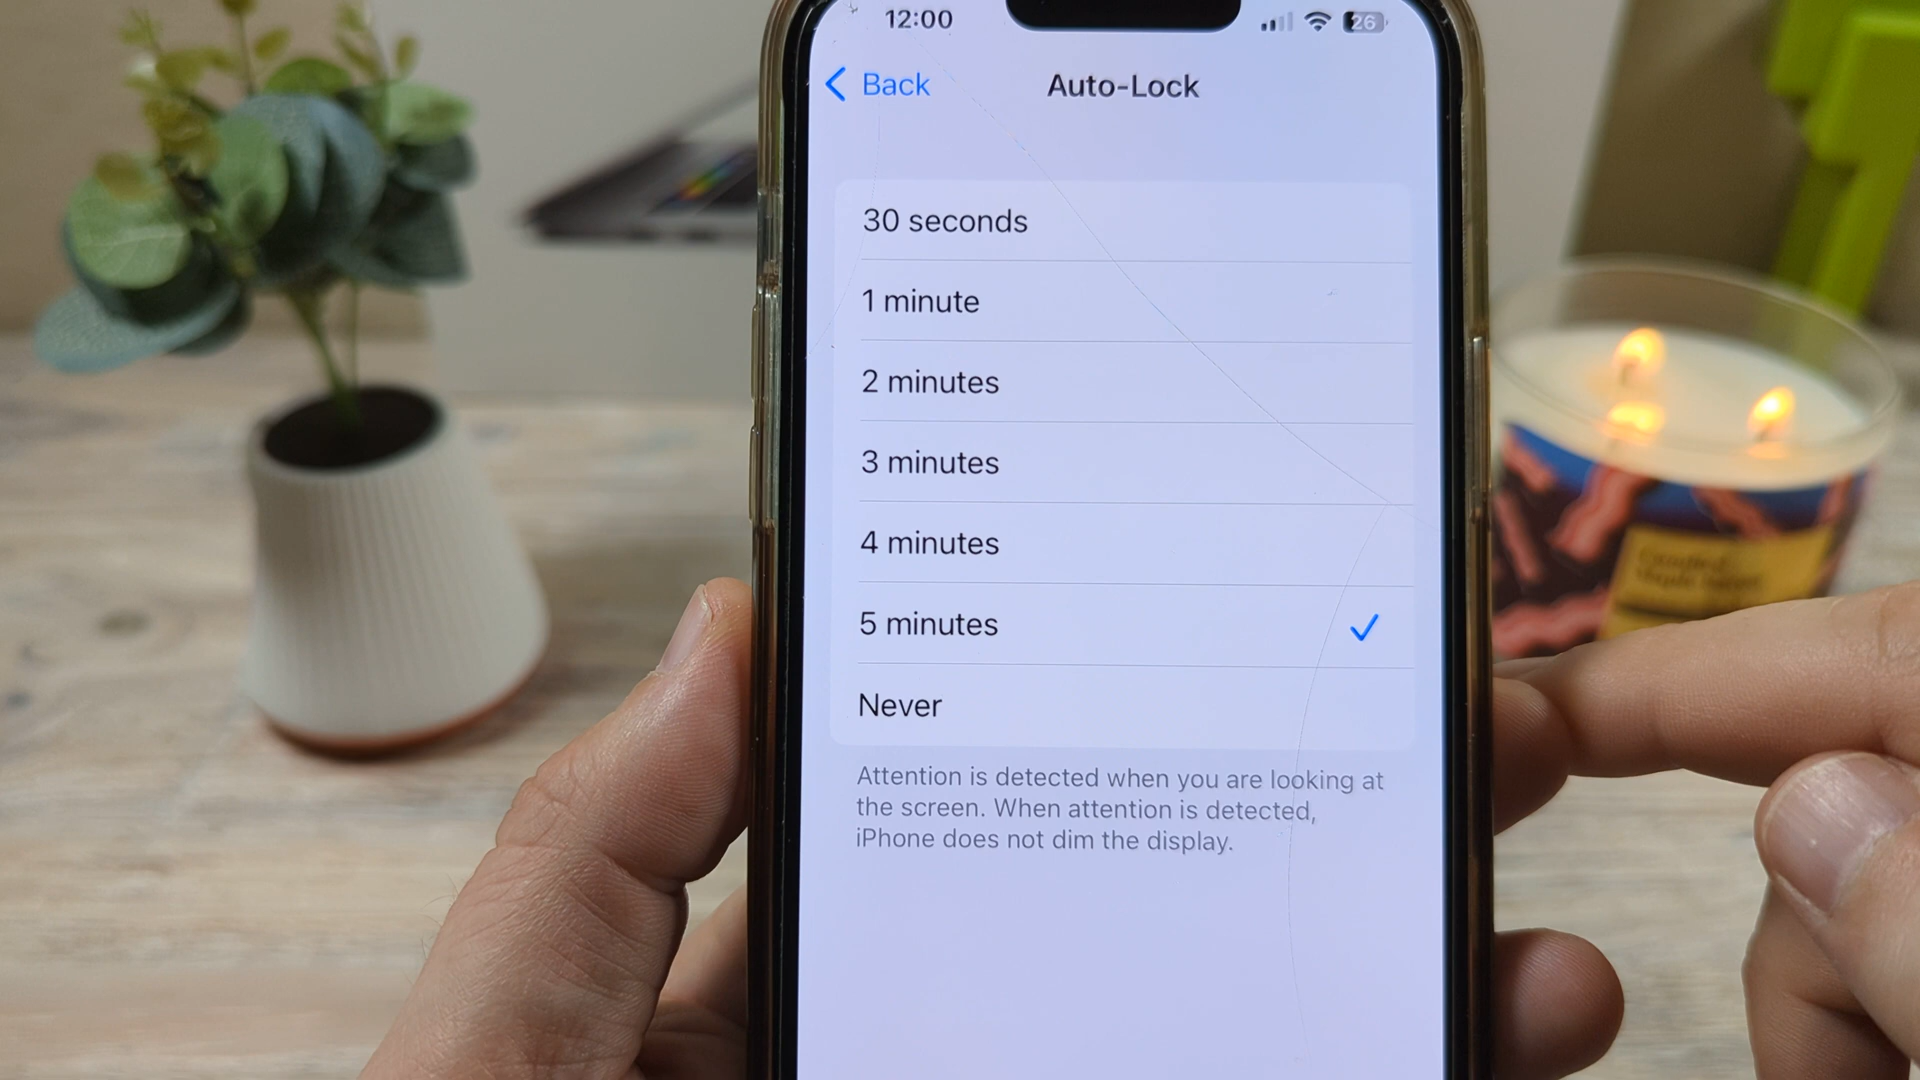 12:00
26
Back
Auto-Lock
30 seconds
1 minute
2 minutes
3 minutes
4 minutes
5 minutes
Never
Attention is detected when you are looking at
the screen. When attention is detected,
iPhone does not dim the display.